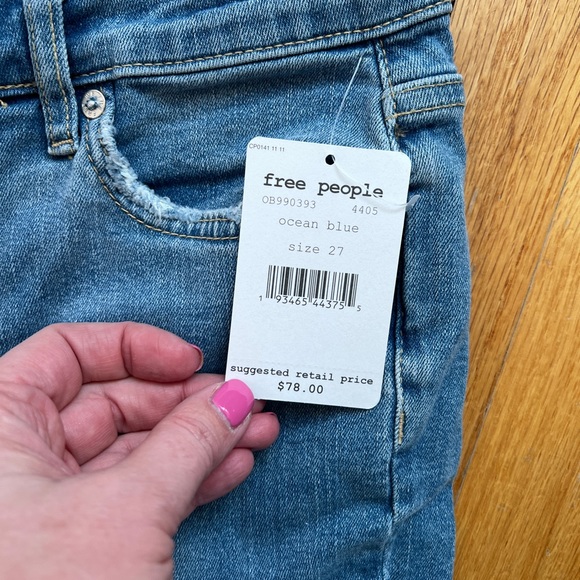 CP0141 11 11
free people
OB990393 4405
ocean blue
size 27
1 93465 44375 5
suggested retail price
$78.00